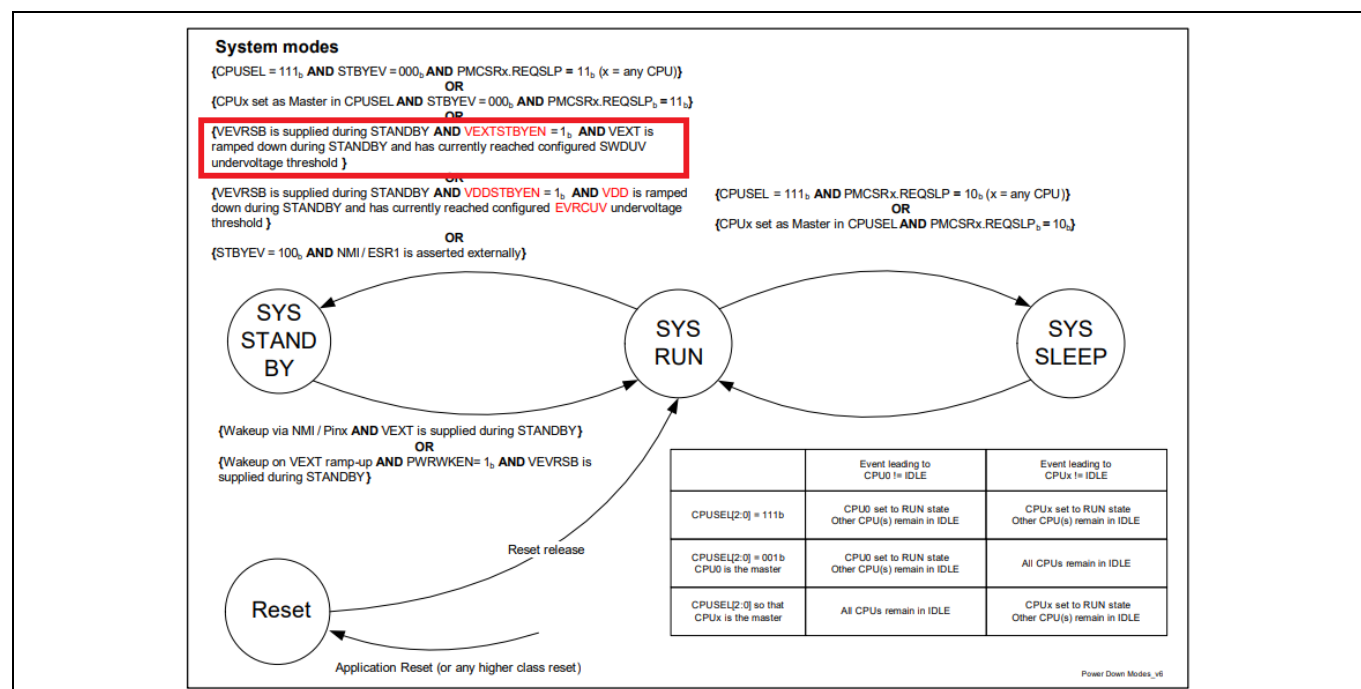 System modes
{CPUSEL = 111b AND STBYEV = 000b AND PMCSRx.REQSLP = 11b (x = any CPU)}
OR
{CPUx set as Master in CPUSEL AND STBYEV = 000b AND PMCSRx.REQSLPb = 11b}
OR
{VEVRSB is supplied during STANDBY AND VEXTSTBYEN = 1b AND VEXT is
ramped down during STANDBY and has currently reached configured SWDUV
undervoltage threshold }
OR
{VEVRSB is supplied during STANDBY AND VDDSTBYEN = 1b AND VDD is ramped
down during STANDBY and has currently reached configured EVRCUV undervoltage
threshold }
OR
{STBYEV = 100b AND NMI / ESR1 is asserted externally}
{CPUSEL = 111b AND PMCSRx.REQSLP = 10b (x = any CPU)}
OR
{CPUx set as Master in CPUSEL AND PMCSRx.REQSLPb = 10b}
SYS
STAND
BY
SYS
RUN
SYS
SLEEP
{Wakeup via NMI / Pinx AND VEXT is supplied during STANDBY}
OR
{Wakeup on VEXT ramp-up AND PWRWKEN= 1b AND VEVRSB is
supplied during STANDBY}
Reset release
Reset
Application Reset (or any higher class reset)
Event leading to
CPU0 != IDLE
Event leading to
CPUx != IDLE
CPUSEL[2:0] = 111b
CPU0 set to RUN state
Other CPU(s) remain in IDLE
CPUx set to RUN state
Other CPU(s) remain in IDLE
CPUSEL[2:0] = 001b
CPU0 is the master
CPU0 set to RUN state
Other CPU(s) remain in IDLE
All CPUs remain in IDLE
CPUSEL[2:0] so that
CPUx is the master
All CPUs remain in IDLE
CPUx set to RUN state
Other CPU(s) remain in IDLE
Power Down Modes_v6